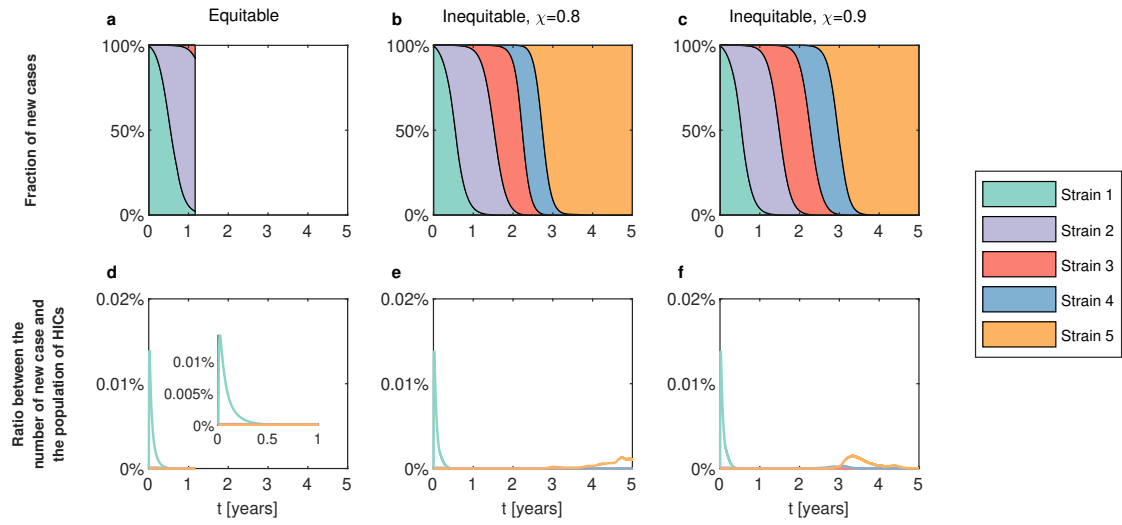 a
Equitable
b
Inequitable, χ=0.8
c
Inequitable, χ=0.9
Fraction of new cases
100%
50%
0%
0 1 2 3 4 5
100%
50%
0%
0 1 2 3 4 5
100%
50%
0%
0 1 2 3 4 5
Strain 1
Strain 2
Strain 3
Strain 4
Strain 5
d
e
f
Ratio between the
number of new case and
the population of HICs
0.02%
0.01%
0%
0 1 2 3 4 5
t [years]
0.01%
0.005%
0%
0 0.5 1
0.02%
0.01%
0%
0 1 2 3 4 5
t [years]
0.02%
0.01%
0%
0 1 2 3 4 5
t [years]